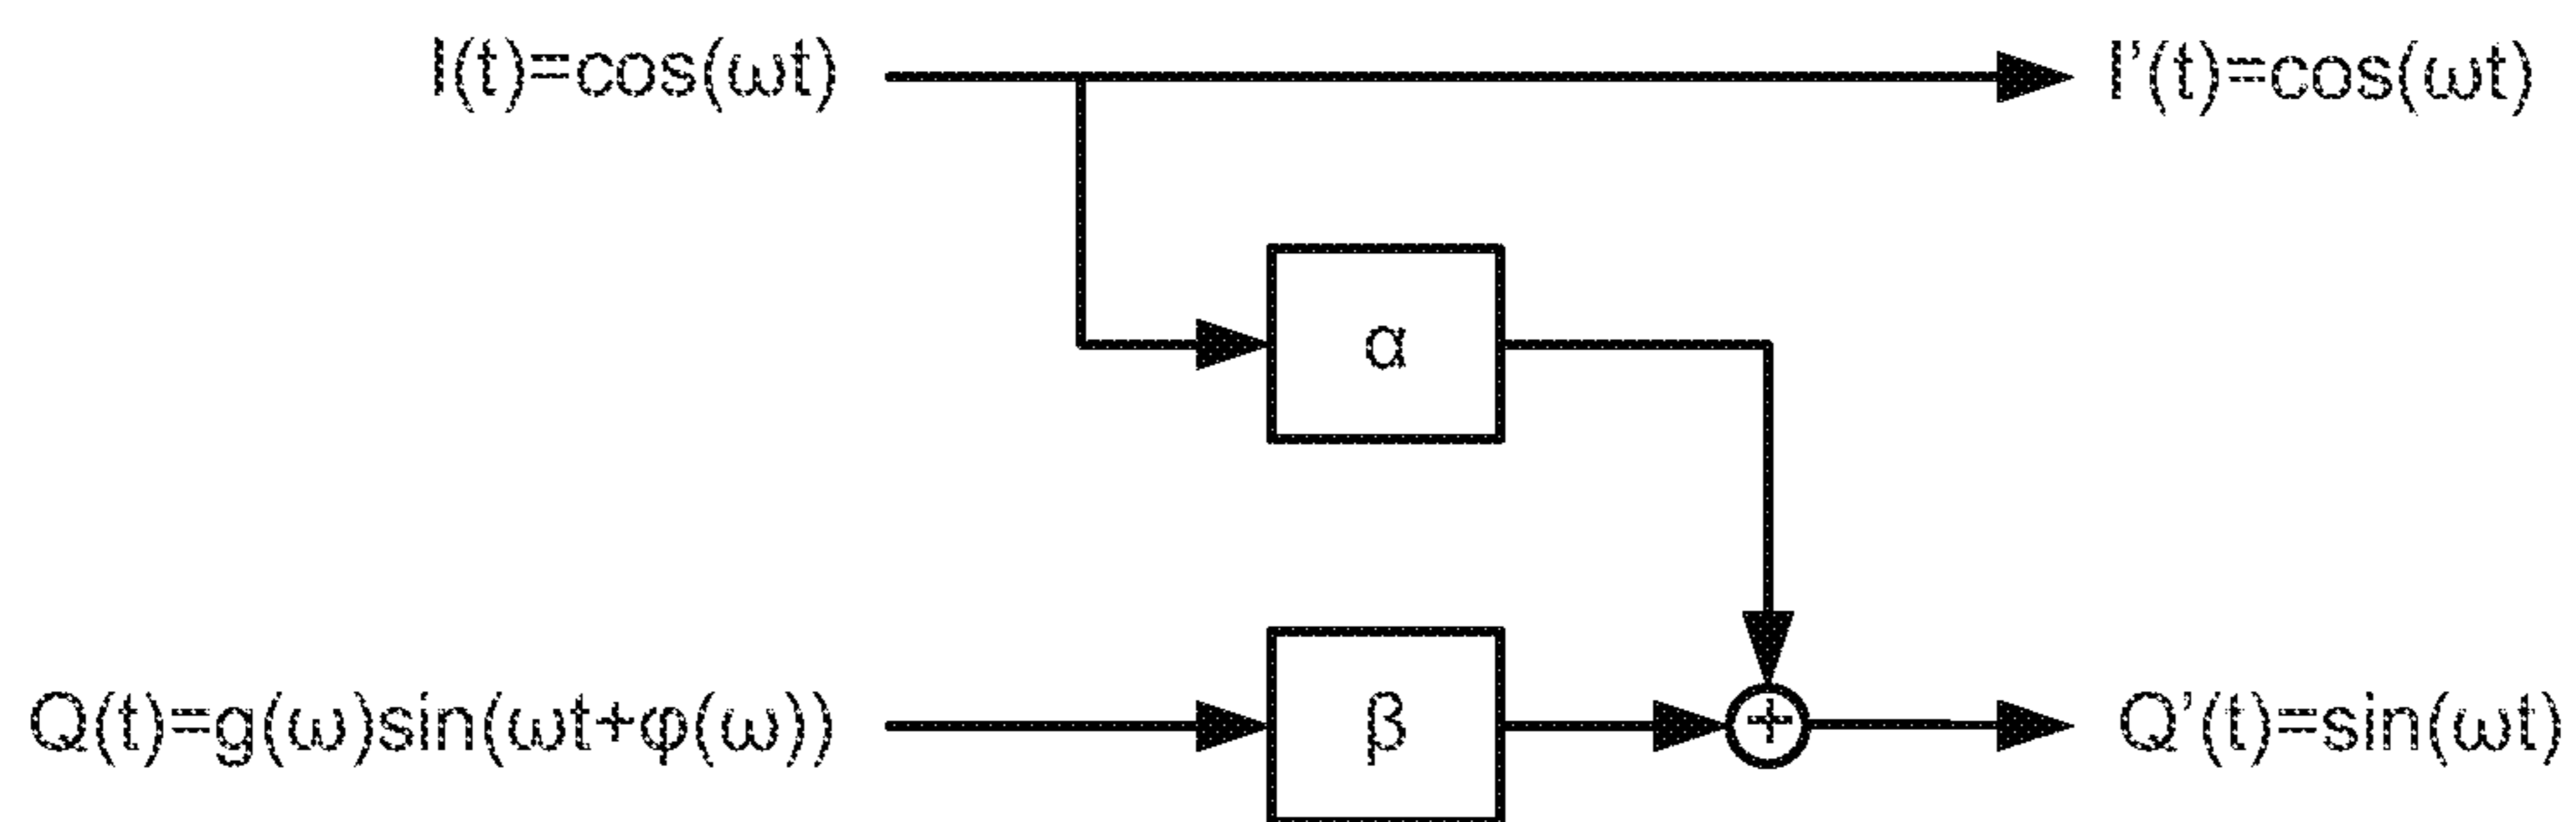 I(t)=cos(ωt)
I’(t)=cos(ωt)
α
Q(t)=g(ω)sin(ωt+φ(ω))
β
+
Q’(t)=sin(ωt)